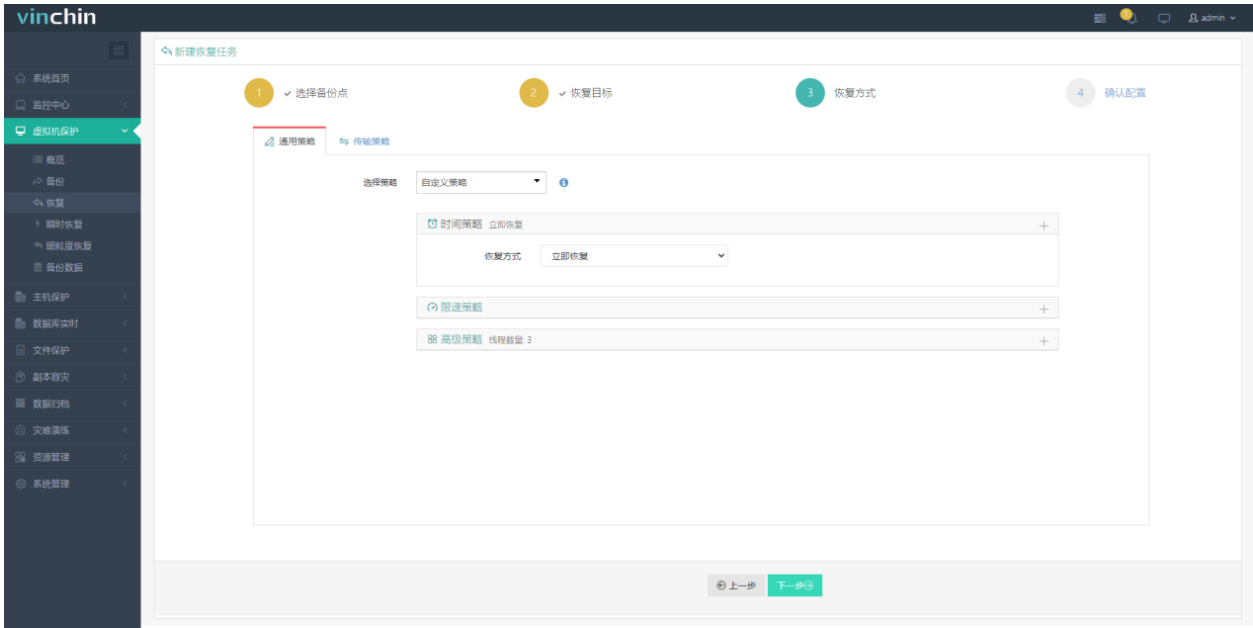 vinchin
1
admin
新建恢复任务
系统首页
监控中心
虚拟机保护
概览
备份
恢复
瞬时恢复
细粒度恢复
备份数据
主机保护
数据库实时
文件保护
副本容灾
数据归档
灾难演练
资源管理
系统管理
1 选择备份点
2 恢复目标
3 恢复方式
4 确认配置
通用策略 传输策略
选择策略 自定义策略
时间策略 立即恢复
恢复方式 立即恢复
限速策略
高级策略 线程数量: 3
上一步 下一步